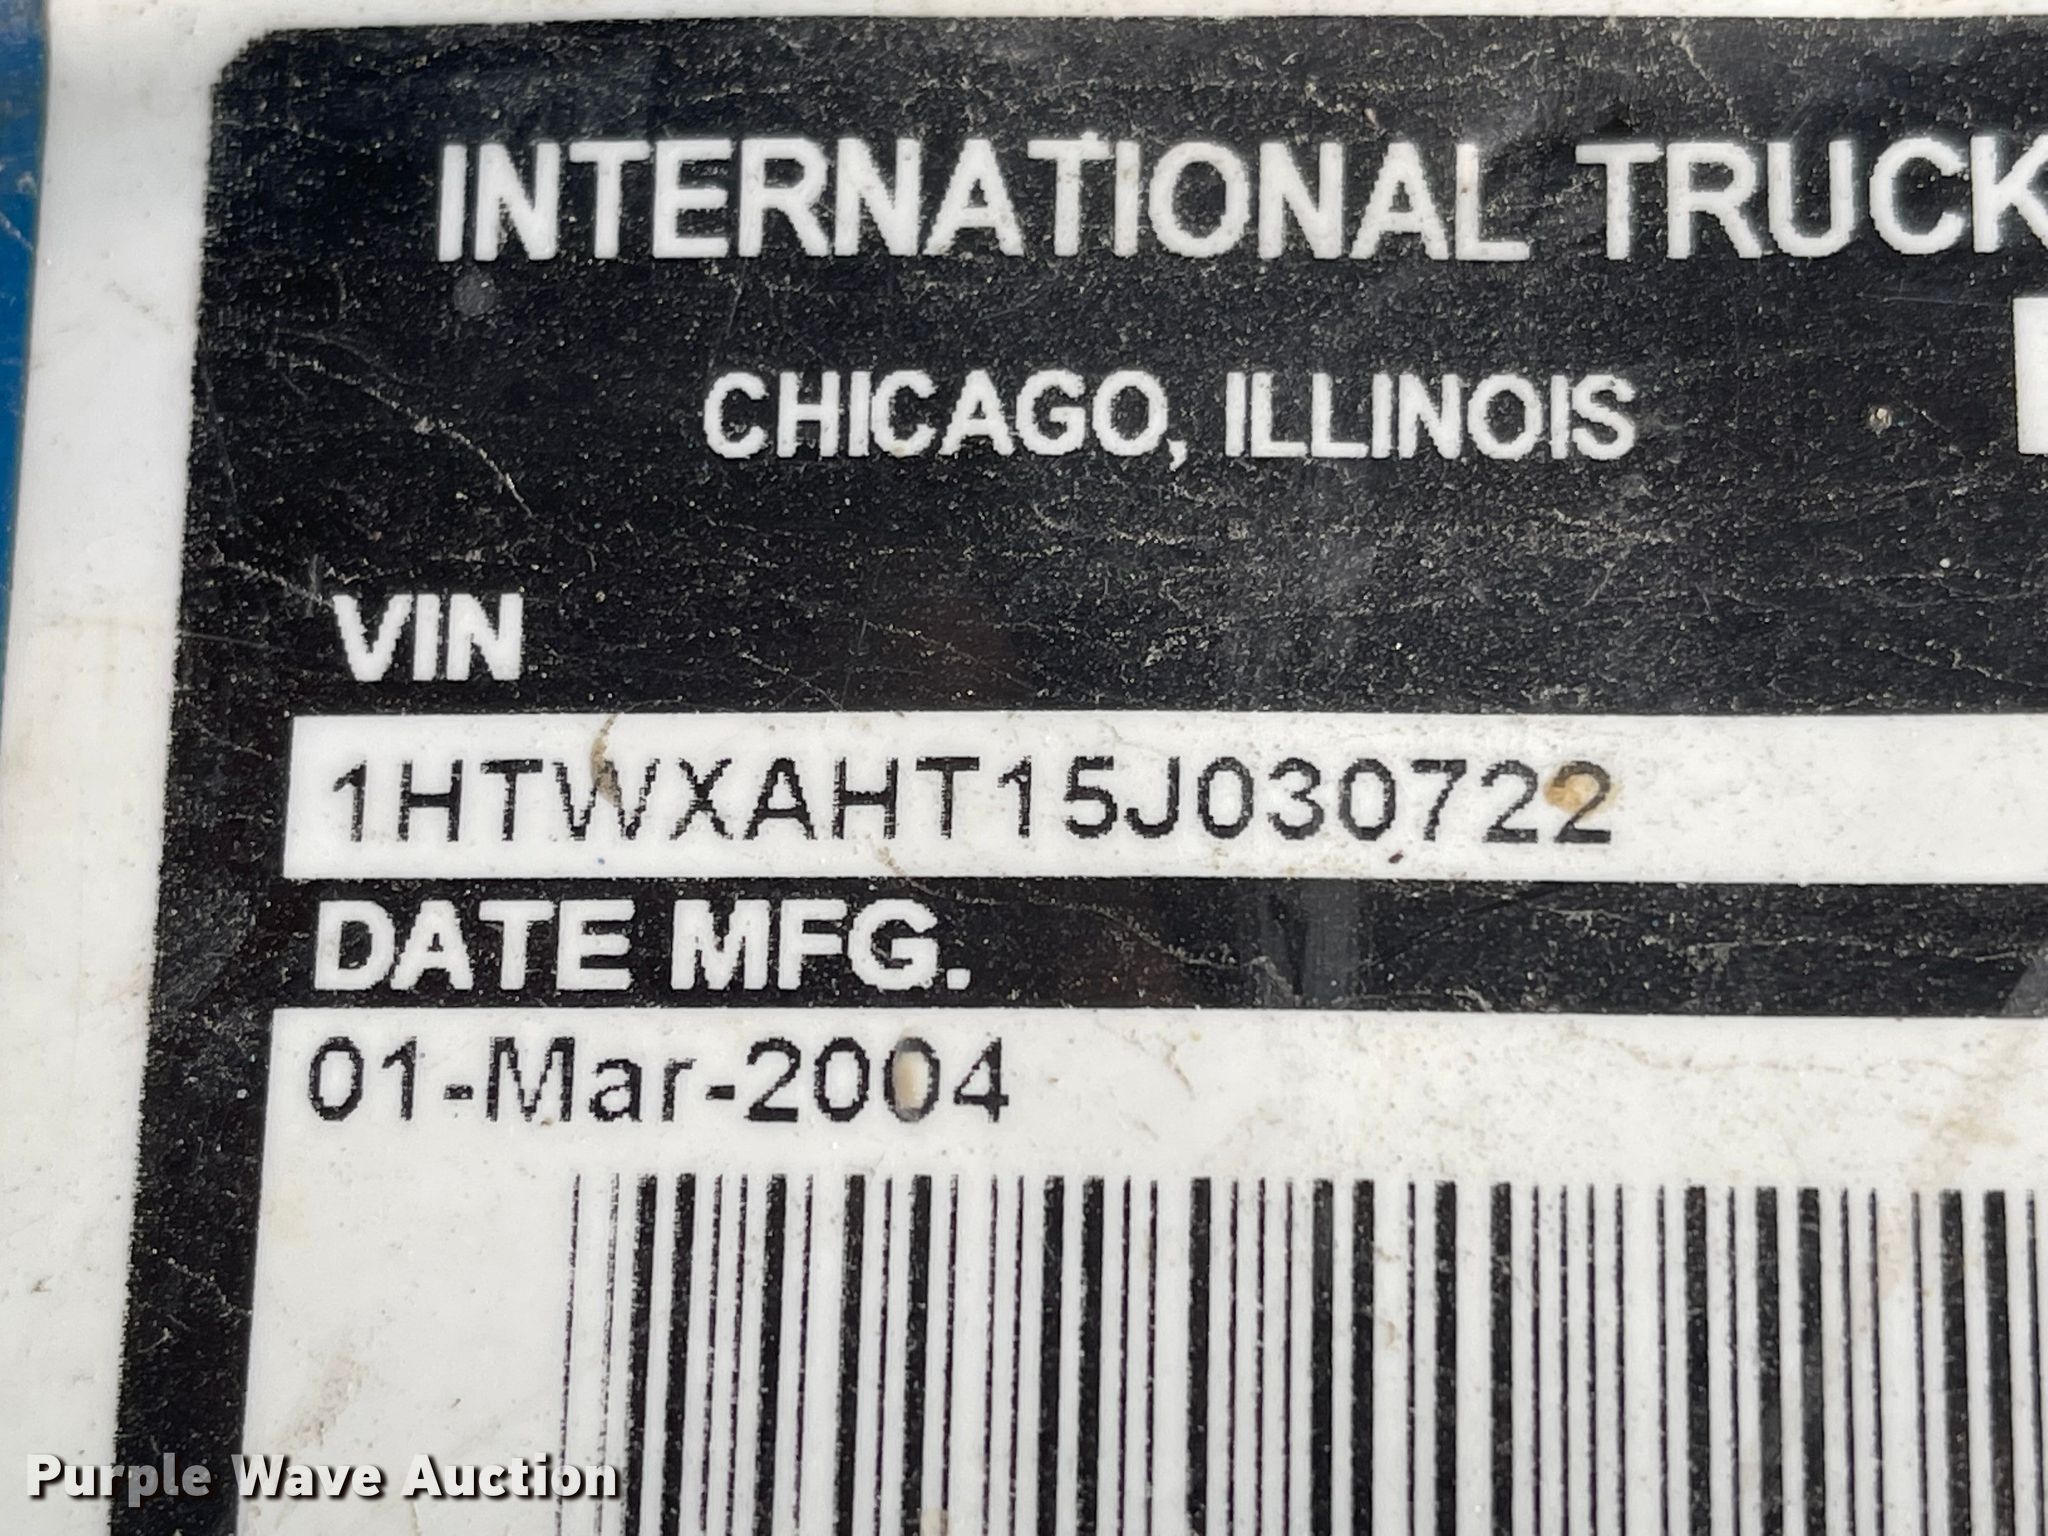 INTERNATIONAL TRUCK
CHICAGO, ILLINOIS
VIN
1HTWXAHT15J030722
DATE MFG.
01-Mar-2004
Purple Wave Auction